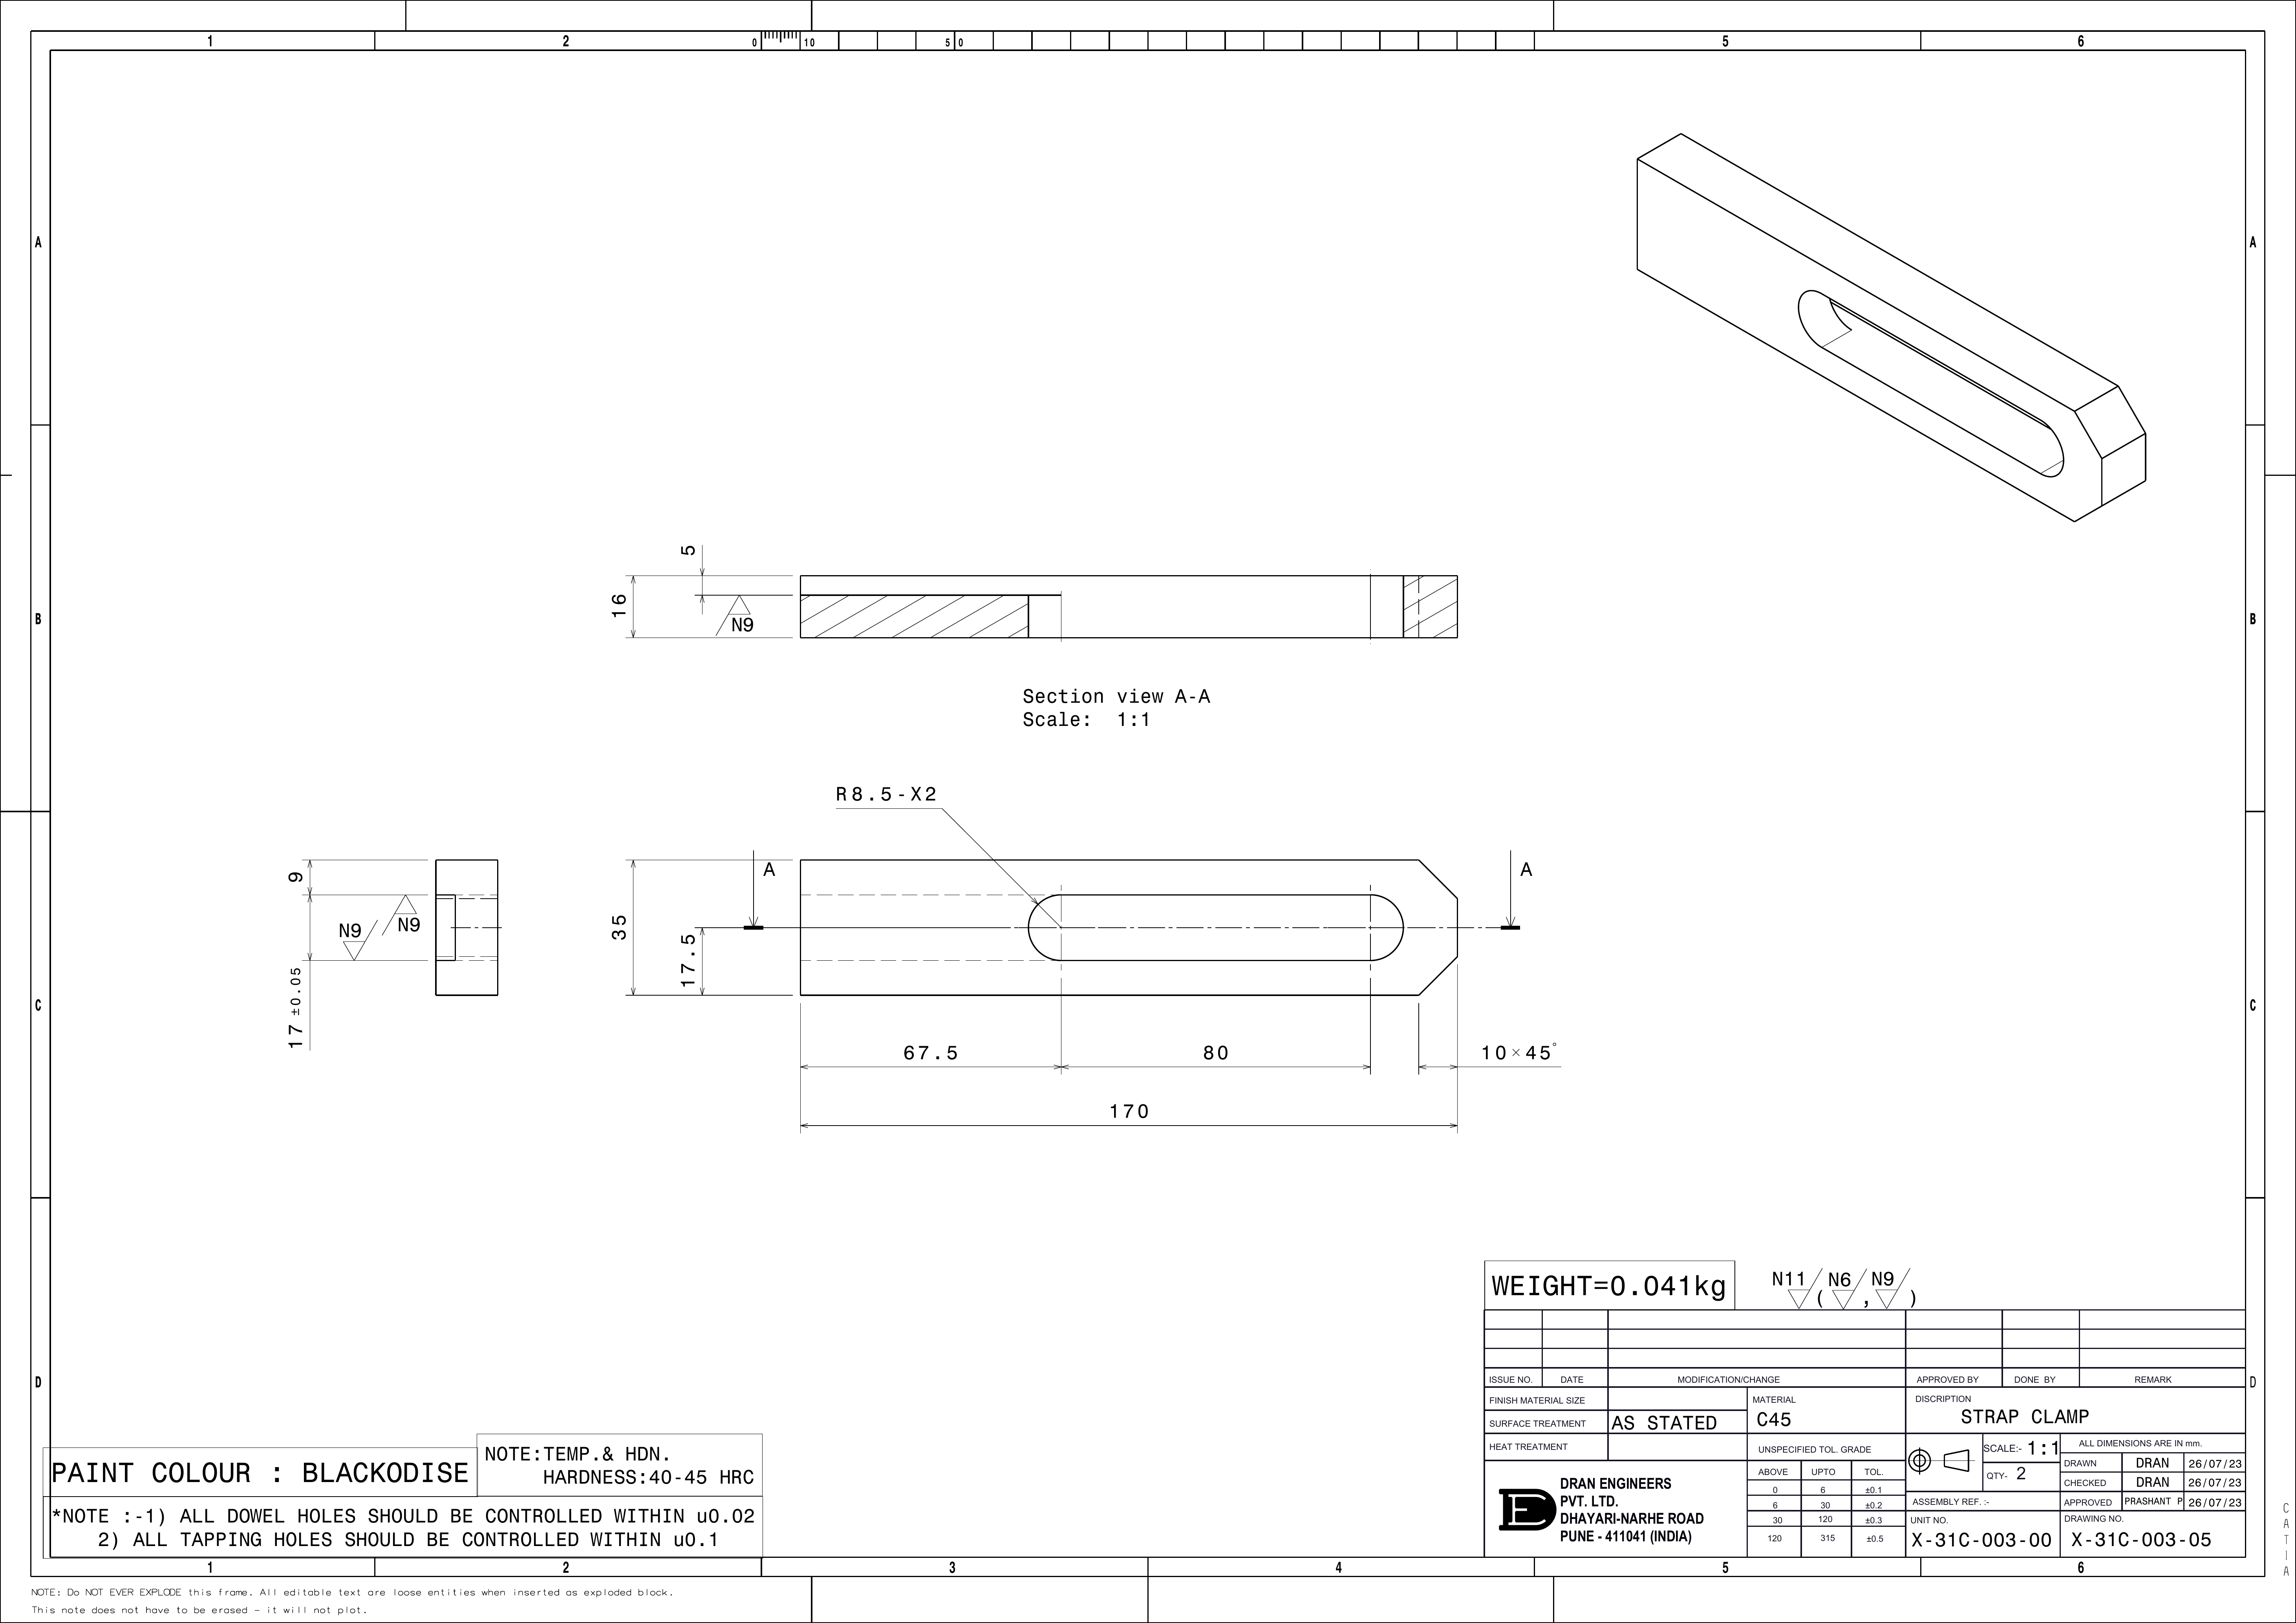 1
2
0
10
50
5
6
A
A
B
B
C
C
D
D
5
16
N9
Section view A-A
Scale: 1:1
R8.5-X2
A
A
9
N9
N9
17 ±0.05
35
17.5
67.5
80
10×45°
170
WEIGHT=0.041kg
N11 ( N6 , N9 )
ISSUE NO.
DATE
MODIFICATION/CHANGE
APPROVED BY
DONE BY
REMARK
FINISH MATERIAL SIZE
SURFACE TREATMENT
AS STATED
HEAT TREATMENT
MATERIAL
C45
DISCRIPTION
STRAP CLAMP
UNSPECIFIED TOL. GRADE
ABOVE UPTO TOL.
0 6 ±0.1
6 30 ±0.2
30 120 ±0.3
120 315 ±0.5
SCALE:- 1:1
QTY- 2
ALL DIMENSIONS ARE IN mm.
DRAWN DRAN 26/07/23
CHECKED DRAN 26/07/23
APPROVED PRASHANT P 26/07/23
ASSEMBLY REF. :-
UNIT NO.
X-31C-003-00
DRAWING NO.
X-31C-003-05
DE
DRAN ENGINEERS
PVT. LTD.
DHAYARI-NARHE ROAD
PUNE - 411041 (INDIA)
PAINT COLOUR : BLACKODISE
NOTE:TEMP.& HDN.
HARDNESS:40-45 HRC
*NOTE :-1) ALL DOWEL HOLES SHOULD BE CONTROLLED WITHIN u0.02
2) ALL TAPPING HOLES SHOULD BE CONTROLLED WITHIN u0.1
1
2
3
4
5
6
CATIA
NOTE: Do NOT EVER EXPLODE this frame. All editable text are loose entities when inserted as exploded block.
This note does not have to be erased - it will not plot.